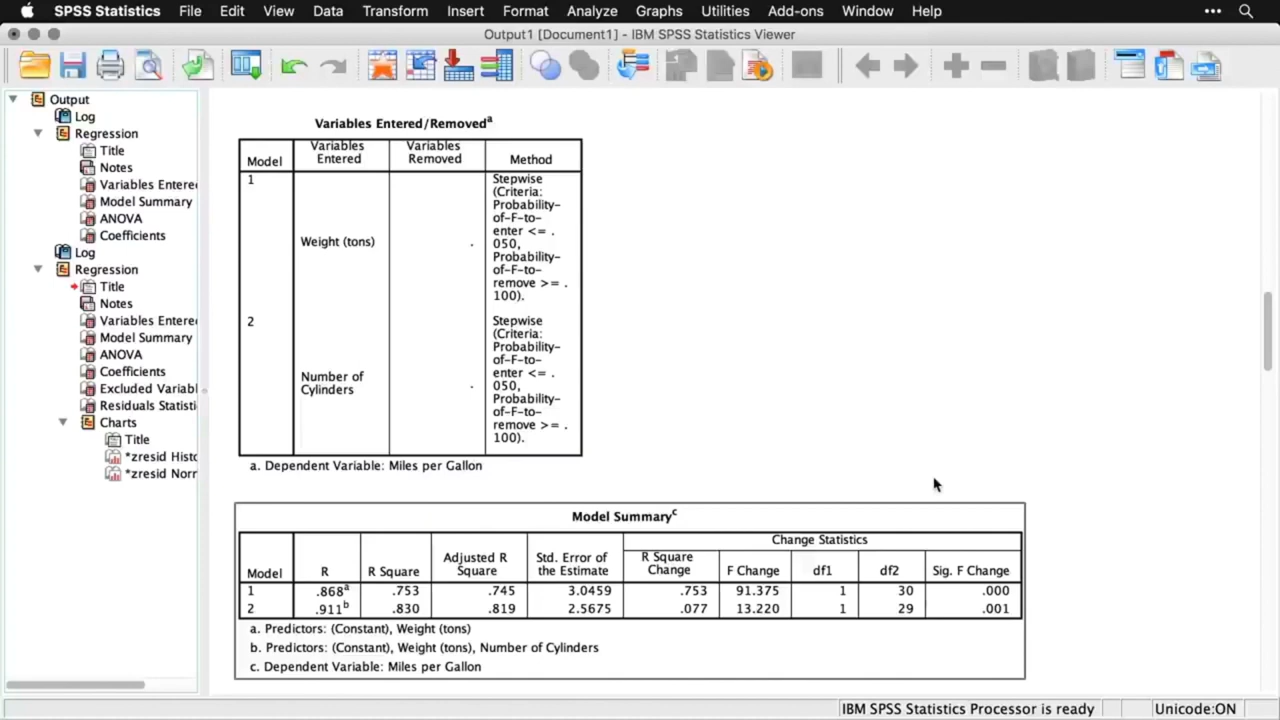 SPSS Statistics File Edit View Data Transform Insert Format Analyze Graphs Utilities Add-ons Window Help
Output1 [Document1] - IBM SPSS Statistics Viewer
Output
Log
Regression
Title
Notes
Variables Entere
Model Summary
ANOVA
Coefficients
Log
Regression
Title
Notes
Variables Entere
Model Summary
ANOVA
Coefficients
Excluded Variabl
Residuals Statisti
Charts
Title
*zresid Histo
*zresid Norr
Variables Entered/Removedᵃ
Model Variables Entered Variables Removed Method
1 Weight (tons) . Stepwise
(Criteria:
Probability-
of-F-to-
enter <= .
050,
Probability-
of-F-to-
remove >= .
100).
2 Number of Cylinders . Stepwise
(Criteria:
Probability-
of-F-to-
enter <= .
050,
Probability-
of-F-to-
remove >= .
100).
a. Dependent Variable: Miles per Gallon
Model Summaryᶜ
Change Statistics
Model R R Square Adjusted R Square Std. Error of the Estimate R Square Change F Change df1 df2 Sig. F Change
1 .868ᵃ .753 .745 3.0459 .753 91.375 1 30 .000
2 .911ᵇ .830 .819 2.5675 .077 13.220 1 29 .001
a. Predictors: (Constant), Weight (tons)
b. Predictors: (Constant), Weight (tons), Number of Cylinders
c. Dependent Variable: Miles per Gallon
IBM SPSS Statistics Processor is ready Unicode:ON